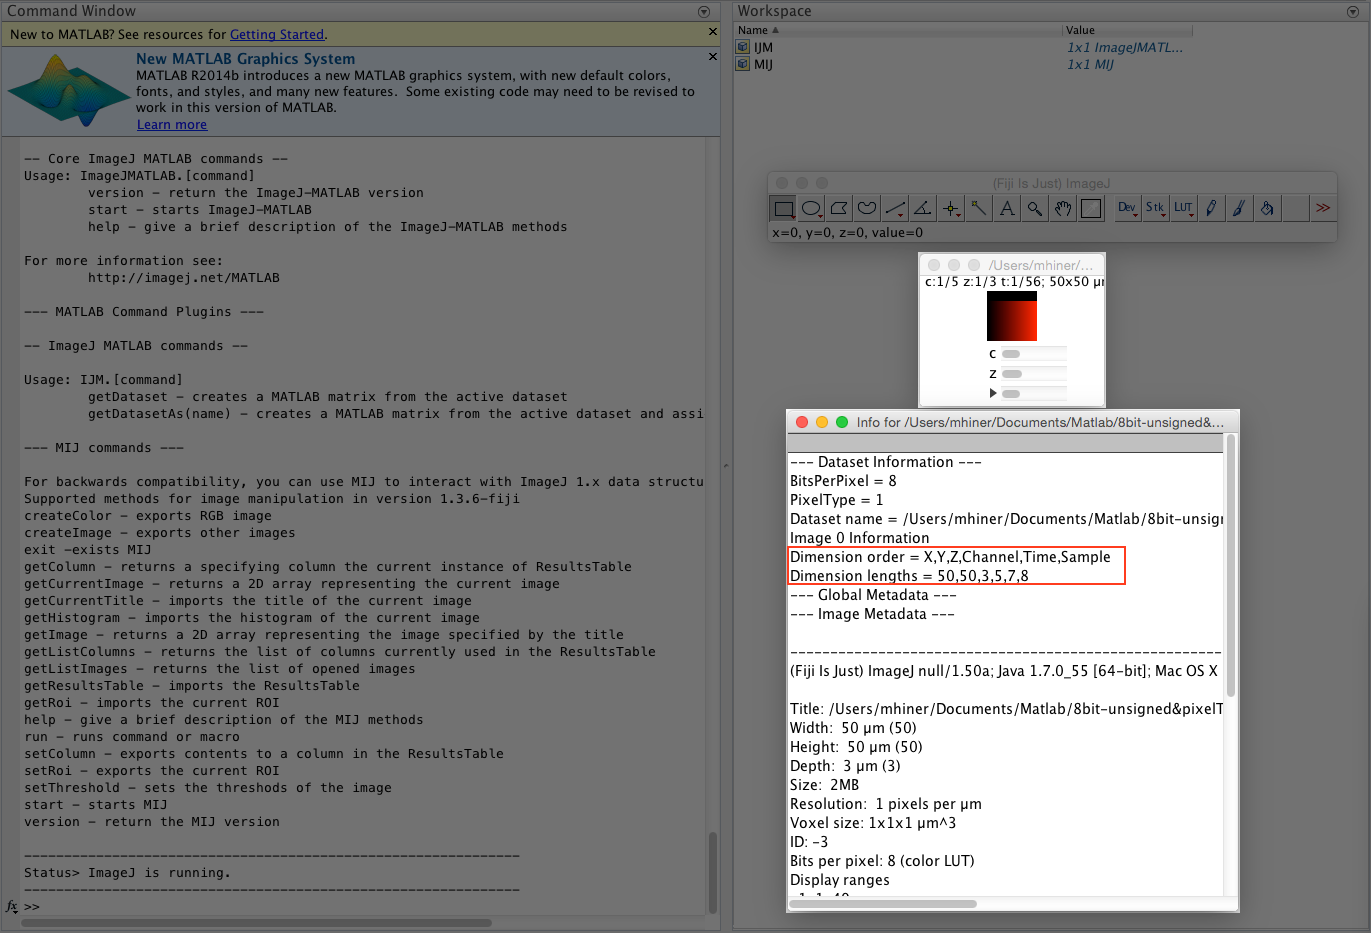 Command Window
New to MATLAB? See resources for Getting Started.
New MATLAB Graphics System
MATLAB R2014b introduces a new MATLAB graphics system, with new default colors,
fonts, and styles, and many new features. Some existing code may need to be revised to
work in this version of MATLAB.
Learn more
-- Core ImageJ MATLAB commands --
Usage: ImageJMATLAB.[command]
version - return the ImageJ-MATLAB version
start - starts ImageJ-MATLAB
help - give a brief description of the ImageJ-MATLAB methods
For more information see:
http://imagej.net/MATLAB
--- MATLAB Command Plugins ---
-- ImageJ MATLAB commands --
Usage: IJM.[command]
getDataset - creates a MATLAB matrix from the active dataset
getDatasetAs(name) - creates a MATLAB matrix from the active dataset and assi
--- MIJ commands ---
For backwards compatibility, you can use MIJ to interact with ImageJ 1.x data structu
Supported methods for image manipulation in version 1.3.6-fiji
createColor - exports RGB image
createImage - exports other images
exit -exists MIJ
getColumn - returns a specifying column the current instance of ResultsTable
getCurrentImage - returns a 2D array representing the current image
getCurrentTitle - imports the title of the current image
getHistogram - imports the histogram of the current image
getImage - returns a 2D array representing the image specified by the title
getListColumns - returns the list of columns currently used in the ResultsTable
getListImages - returns the list of opened images
getResultsTable - imports the ResultsTable
getRoi - imports the current ROI
help - give a brief description of the MIJ methods
run - runs command or macro
setColumn - exports contents to a column in the ResultsTable
setRoi - exports the current ROI
setThreshold - sets the thresholds of the image
start - starts MIJ
version - return the MIJ version
--------------------------------------------------------------
Status> ImageJ is running.
--------------------------------------------------------------
fx >>
Workspace
Name Value
IJM 1x1 ImageJMATL...
MIJ 1x1 MIJ
(Fiji Is Just) ImageJ
A Dev Stk LUT >>
x=0, y=0, z=0, value=0
/Users/mhiner/...
c:1/5 z:1/3 t:1/56; 50x50 µm
c
z
Info for /Users/mhiner/Documents/Matlab/8bit-unsigned&...
--- Dataset Information ---
BitsPerPixel = 8
PixelType = 1
Dataset name = /Users/mhiner/Documents/Matlab/8bit-unsign
Image 0 Information
Dimension order = X,Y,Z,Channel,Time,Sample
Dimension lengths = 50,50,3,5,7,8
--- Global Metadata ---
--- Image Metadata ---
------------------------------------------------------
(Fiji Is Just) ImageJ null/1.50a; Java 1.7.0_55 [64-bit]; Mac OS X
Title: /Users/mhiner/Documents/Matlab/8bit-unsigned&pixelT
Width: 50 µm (50)
Height: 50 µm (50)
Depth: 3 µm (3)
Size: 2MB
Resolution: 1 pixels per µm
Voxel size: 1x1x1 µm^3
ID: -3
Bits per pixel: 8 (color LUT)
Display ranges